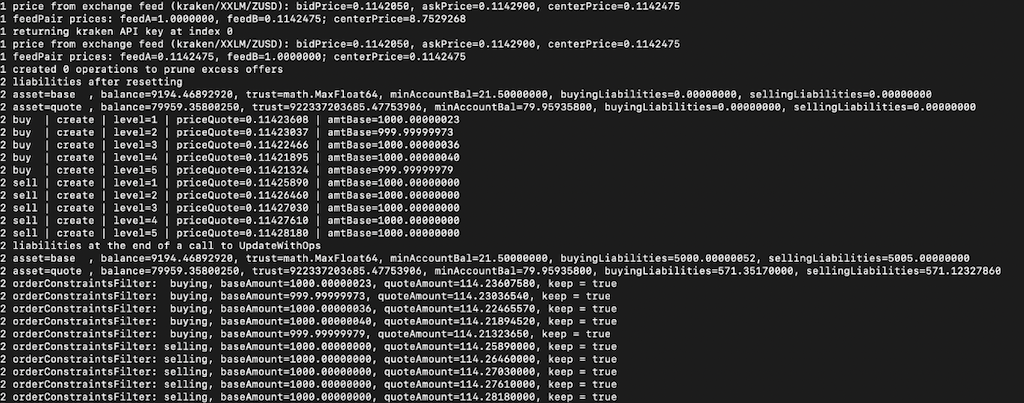 1 price from exchange feed (kraken/XXLM/ZUSD): bidPrice=0.1142050, askPrice=0.1142900, centerPrice=0.1142475
1 feedPair prices: feedA=1.0000000, feedB=0.1142475; centerPrice=8.7529268
1 returning kraken API key at index 0
1 price from exchange feed (kraken/XXLM/ZUSD): bidPrice=0.1142050, askPrice=0.1142900, centerPrice=0.1142475
1 feedPair prices: feedA=0.1142475, feedB=1.0000000; centerPrice=0.1142475
1 created 0 operations to prune excess offers
2 liabilities after resetting
2 asset=base  , balance=9194.46892920, trust=math.MaxFloat64, minAccountBal=21.50000000, buyingLiabilities=0.00000000, sellingLiabilities=0.00000000
2 asset=quote , balance=79959.35800250, trust=922337203685.47753906, minAccountBal=79.95935800, buyingLiabilities=0.00000000, sellingLiabilities=0.00000000
2 buy  | create | level=1 | priceQuote=0.11423608 | amtBase=1000.00000023
2 buy  | create | level=2 | priceQuote=0.11423037 | amtBase=999.99999973
2 buy  | create | level=3 | priceQuote=0.11422466 | amtBase=1000.00000036
2 buy  | create | level=4 | priceQuote=0.11421895 | amtBase=1000.00000040
2 buy  | create | level=5 | priceQuote=0.11421324 | amtBase=999.99999979
2 sell | create | level=1 | priceQuote=0.11425890 | amtBase=1000.00000000
2 sell | create | level=2 | priceQuote=0.11426460 | amtBase=1000.00000000
2 sell | create | level=3 | priceQuote=0.11427030 | amtBase=1000.00000000
2 sell | create | level=4 | priceQuote=0.11427610 | amtBase=1000.00000000
2 sell | create | level=5 | priceQuote=0.11428180 | amtBase=1000.00000000
2 liabilities at the end of a call to UpdateWithOps
2 asset=base  , balance=9194.46892920, trust=math.MaxFloat64, minAccountBal=21.50000000, buyingLiabilities=5000.00000052, sellingLiabilities=5005.00000000
2 asset=quote , balance=79959.35800250, trust=922337203685.47753906, minAccountBal=79.95935800, buyingLiabilities=571.35170000, sellingLiabilities=571.12327860
2 orderConstraintsFilter:  buying, baseAmount=1000.00000023, quoteAmount=114.23607580, keep = true
2 orderConstraintsFilter:  buying, baseAmount=999.99999973, quoteAmount=114.23036540, keep = true
2 orderConstraintsFilter:  buying, baseAmount=1000.00000036, quoteAmount=114.22465570, keep = true
2 orderConstraintsFilter:  buying, baseAmount=1000.00000040, quoteAmount=114.21894520, keep = true
2 orderConstraintsFilter:  buying, baseAmount=999.99999979, quoteAmount=114.21323650, keep = true
2 orderConstraintsFilter: selling, baseAmount=1000.00000000, quoteAmount=114.25890000, keep = true
2 orderConstraintsFilter: selling, baseAmount=1000.00000000, quoteAmount=114.26460000, keep = true
2 orderConstraintsFilter: selling, baseAmount=1000.00000000, quoteAmount=114.27030000, keep = true
2 orderConstraintsFilter: selling, baseAmount=1000.00000000, quoteAmount=114.27610000, keep = true
2 orderConstraintsFilter: selling, baseAmount=1000.00000000, quoteAmount=114.28180000, keep = true